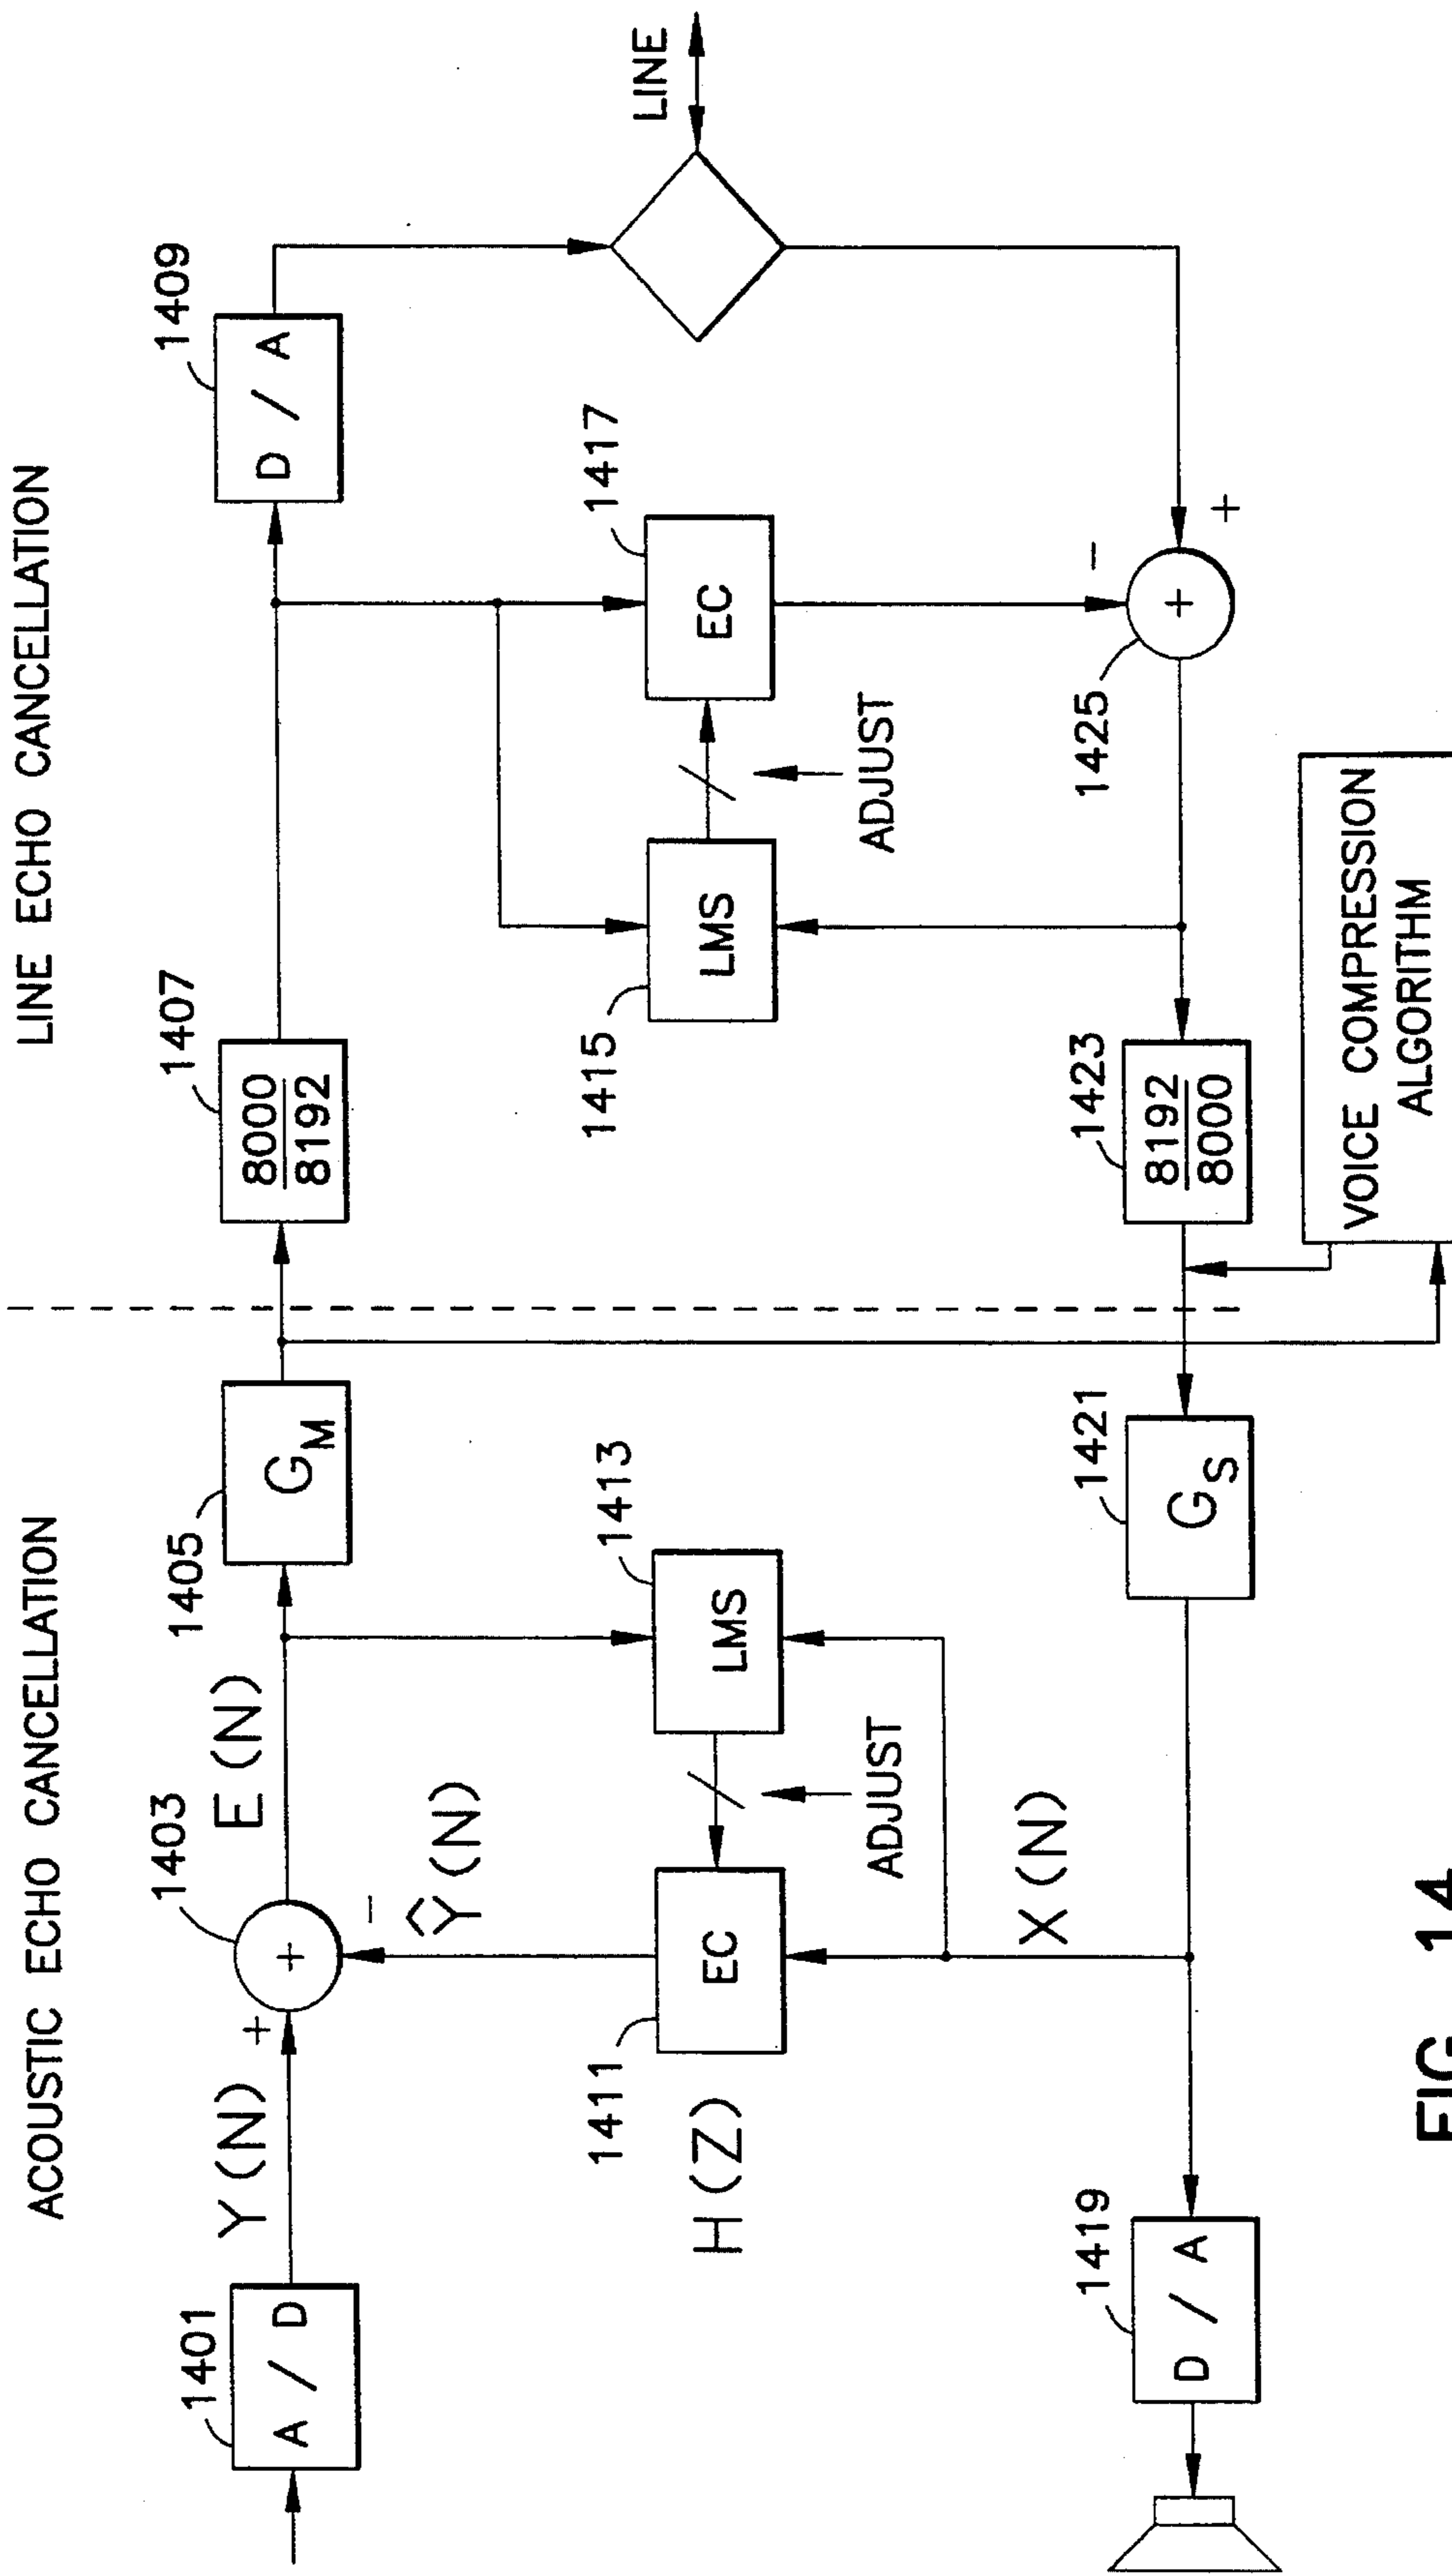 ACOUSTIC ECHO CANCELLATION
LINE ECHO CANCELLATION
1401
A / D
Y(N)
+
1403
+
-
Ŷ(N)
E(N)
1405
G_M
1407
8000
8192
1409
D / A
LINE
H(Z)
1411
EC
ADJUST
1413
LMS
1415
LMS
ADJUST
1417
EC
X(N)
1419
D / A
1421
G_S
1423
8192
8000
1425
+
-
+
VOICE COMPRESSION
ALGORITHM
FIG. 14